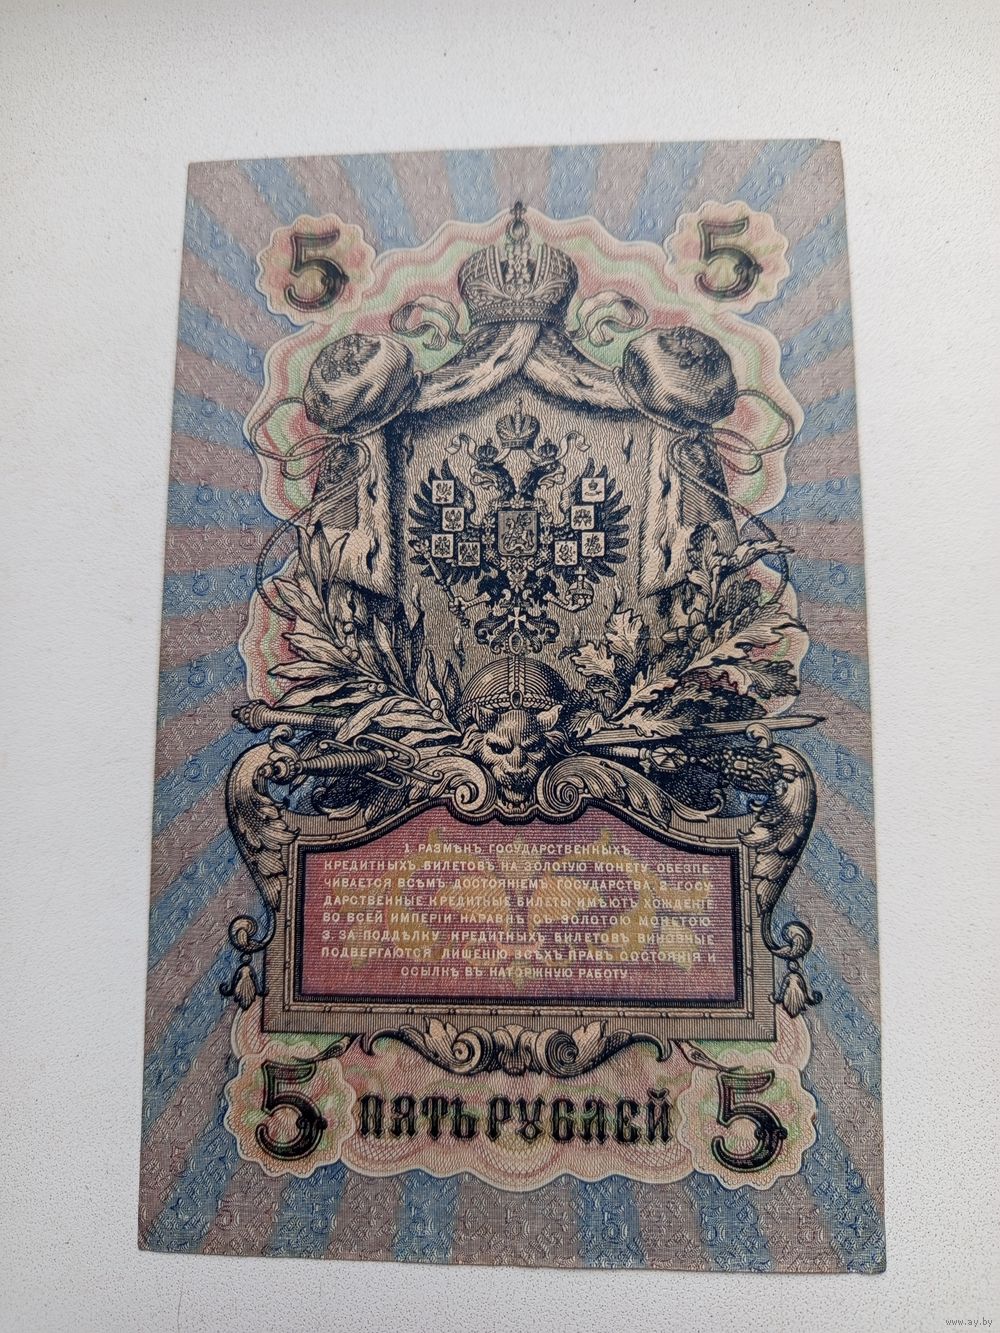 5 5
1. РАЗМѢНЪ ГОСУДАРСТВЕННЫХЪ
КРЕДИТНЫХЪ БИЛЕТОВЪ НА ЗОЛОТУЮ МОНЕТУ ОБЕЗПЕ-
ЧИВАЕТСЯ ВСѢМЪ ДОСТОЯНІЕМЪ ГОСУДАРСТВА. 2. ГОСУ-
ДАРСТВЕННЫЕ КРЕДИТНЫЕ БИЛЕТЫ ИМѢЮТЪ ХОЖДЕНІЕ
ВО ВСЕЙ ИМПЕРІИ НАРАВНѢ СЪ ЗОЛОТОЮ МОНЕТОЮ.
3. ЗА ПОДДѢЛКУ КРЕДИТНЫХЪ БИЛЕТОВЪ ВИНОВНЫЕ
ПОДВЕРГАЮТСЯ ЛИШЕНІЮ ВСѢХЪ ПРАВЪ СОСТОЯНІЯ И
ССЫЛКѢ ВЪ КАТОРЖНУЮ РАБОТУ.
5 ПЯТЬ РУБЛЕЙ 5
www.ay.by